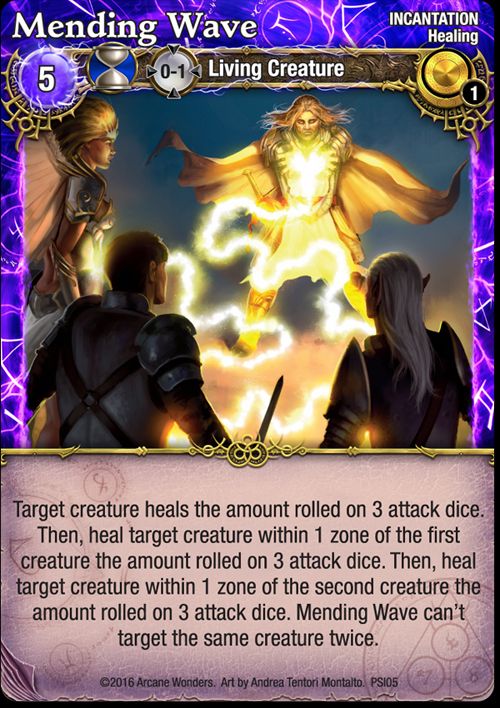 Mending Wave
INCANTATION
Healing
5
0-1
Living Creature
1
Target creature heals the amount rolled on 3 attack dice.
Then, heal target creature within 1 zone of the first
creature the amount rolled on 3 attack dice. Then, heal
target creature within 1 zone of the second creature the
amount rolled on 3 attack dice. Mending Wave can’t
target the same creature twice.
©2016 Arcane Wonders. Art by Andrea Tentori Montalto. PSI05